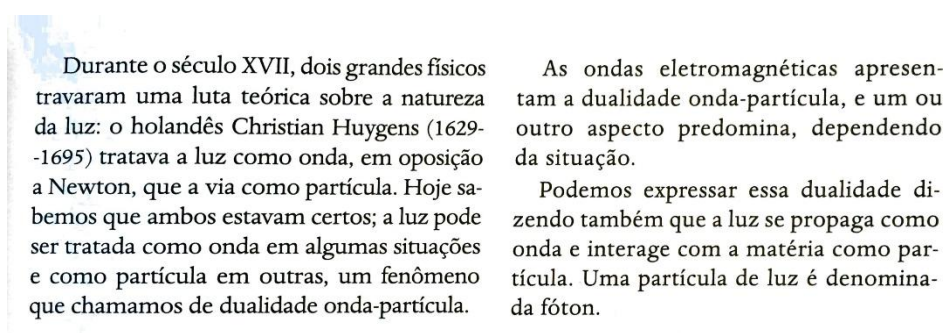 Durante o século XVII, dois grandes físicos
travaram uma luta teórica sobre a natureza
da luz: o holandês Christian Huygens (1629-
-1695) tratava a luz como onda, em oposição
a Newton, que a via como partícula. Hoje sa-
bemos que ambos estavam certos; a luz pode
ser tratada como onda em algumas situações
e como partícula em outras, um fenômeno
que chamamos de dualidade onda-partícula.
As ondas eletromagnéticas apresen-
tam a dualidade onda-partícula, e um ou
outro aspecto predomina, dependendo
da situação.
Podemos expressar essa dualidade di-
zendo também que a luz se propaga como
onda e interage com a matéria como par-
tícula. Uma partícula de luz é denomina-
da fóton.